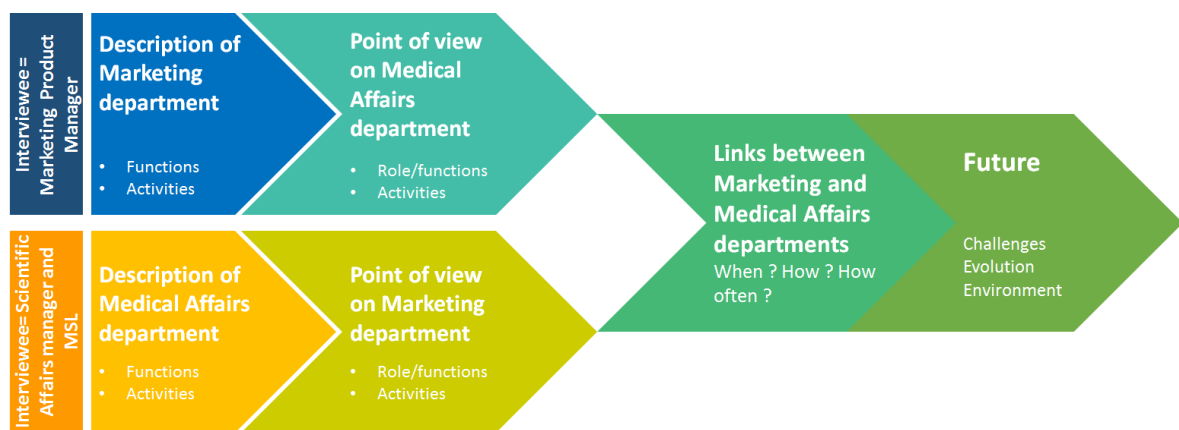 Interviewee=
Marketing Product
Manager
Description of
Marketing
department
• Functions
• Activities
Point of view
on Medical
Affairs
department
• Role/functions
• Activities
Interviewee= Scientific
Affairs manager and
MSL
Description of
Medical Affairs
department
• Functions
• Activities
Point of view
on Marketing
department
• Role/functions
• Activities
Links between
Marketing and
Medical Affairs
departments
When ? How ? How
often ?
Future
Challenges
Evolution
Environment